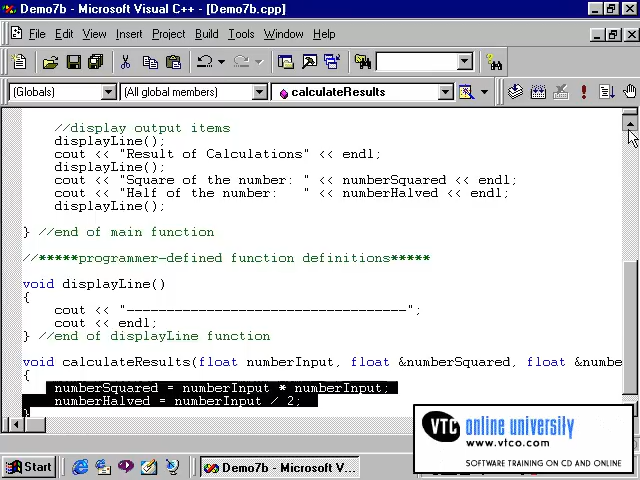 Demo7b - Microsoft Visual C++ - [Demo7b.cpp]
File Edit View Insert Project Build Tools Window Help
(Globals) (All global members) calculateResults
//display output items
displayLine();
cout << "Result of Calculations" << endl;
displayLine();
cout << "Square of the number: " << numberSquared << endl;
cout << "Half of the number:   " << numberHalved << endl;
displayLine();
} //end of main function
//*****programmer-defined function definitions*****
void displayLine()
{
cout << "-----------------------------------";
cout << endl;
} //end of displayLine function
void calculateResults(float numberInput, float &numberSquared, float &numbe
{
numberSquared = numberInput * numberInput;
numberHalved = numberInput / 2;
}
VTC online university
www.vtco.com
SOFTWARE TRAINING ON CD AND ONLINE
Start Demo7b - Microsoft V...